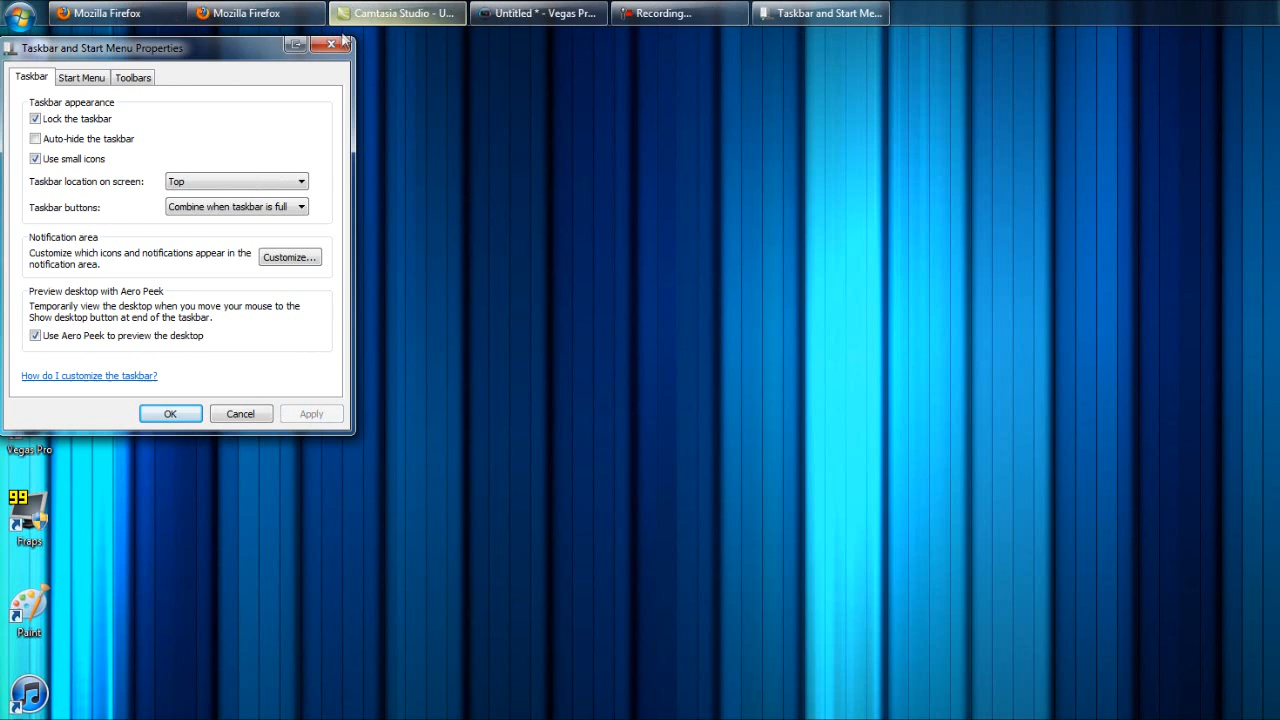 Mozilla Firefox
Mozilla Firefox
Camtasia Studio - U...
Untitled * - Vegas Pr...
Recording...
Taskbar and Start Me...
Taskbar and Start Menu Properties
Taskbar
Start Menu
Toolbars
Taskbar appearance
Lock the taskbar
Auto-hide the taskbar
Use small icons
Taskbar location on screen:
Top
Taskbar buttons:
Combine when taskbar is full
Notification area
Customize which icons and notifications appear in the
notification area.
Customize...
Preview desktop with Aero Peek
Temporarily view the desktop when you move your mouse to the
Show desktop button at end of the taskbar.
Use Aero Peek to preview the desktop
How do I customize the taskbar?
OK
Cancel
Apply
Vegas Pro
99
Fraps
Paint